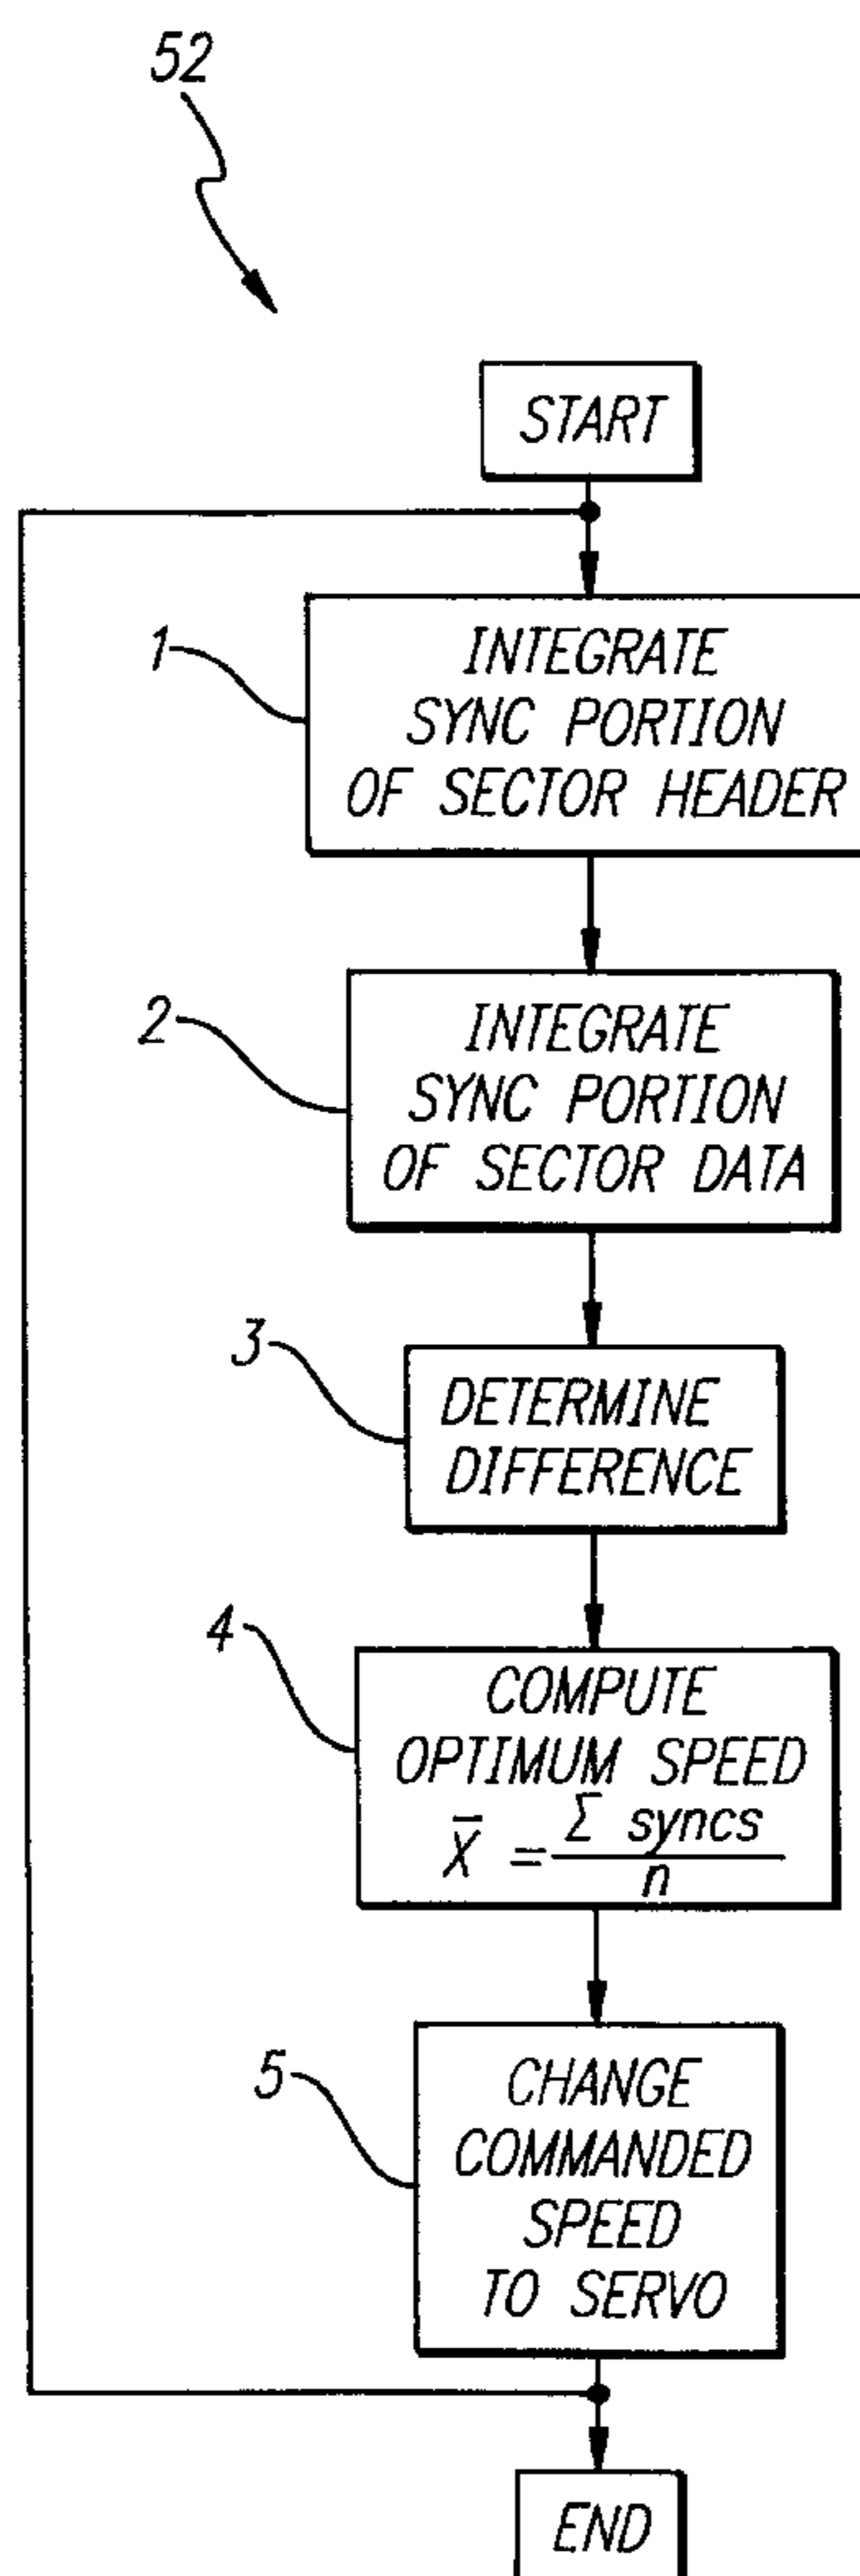 52
START
1
INTEGRATE
SYNC PORTION
OF SECTOR HEADER
2
INTEGRATE
SYNC PORTION
OF SECTOR DATA
3
DETERMINE
DIFFERENCE
4
COMPUTE
OPTIMUM SPEED
X̄ = Σ syncs / n
5
CHANGE
COMMANDED
SPEED
TO SERVO
END